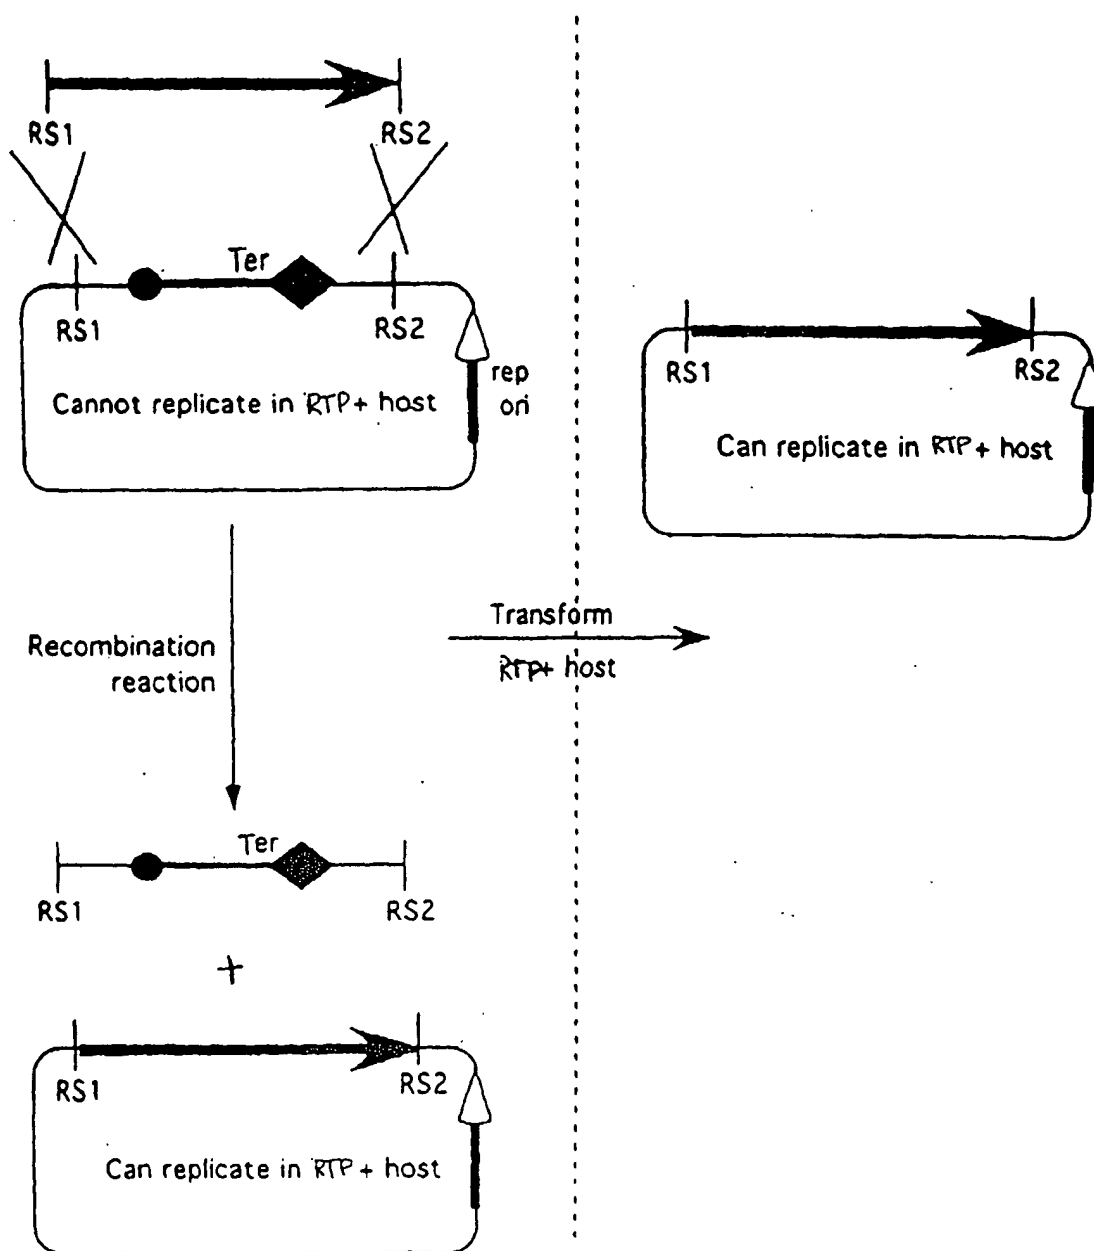 RS1 RS2
Ter
RS1 RS2
rep
ori
Cannot replicate in RTP+ host
RS1 RS2
Can replicate in RTP+ host
Recombination
reaction
Transform
RTP+ host
Ter
RS1 RS2
+
RS1 RS2
Can replicate in RTP+ host